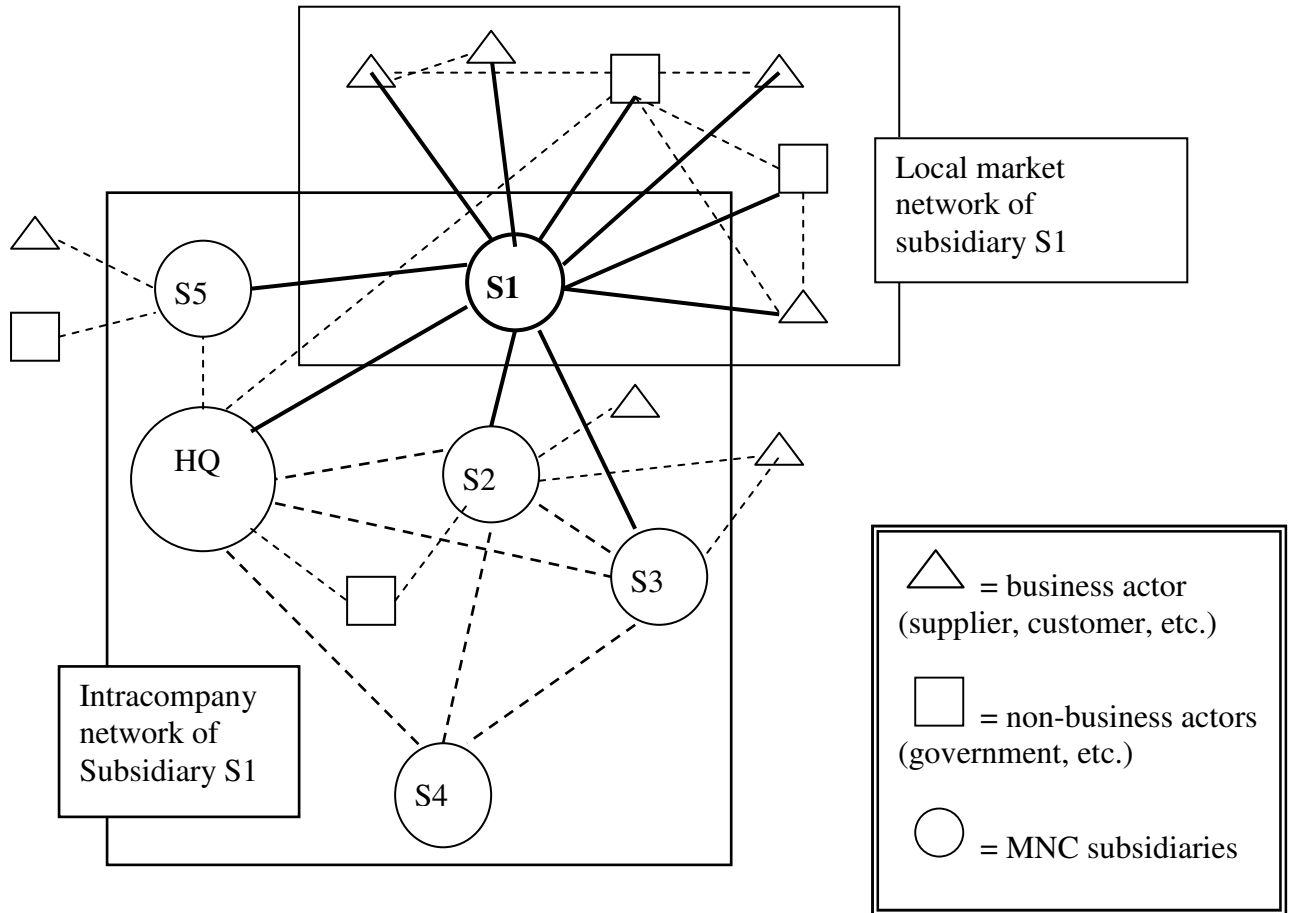 Local market
network of
subsidiary S1
S1
S5
HQ
S2
S3
Intracompany
network of
Subsidiary S1
S4
= business actor
(supplier, customer, etc.)
= non-business actors
(government, etc.)
= MNC subsidiaries